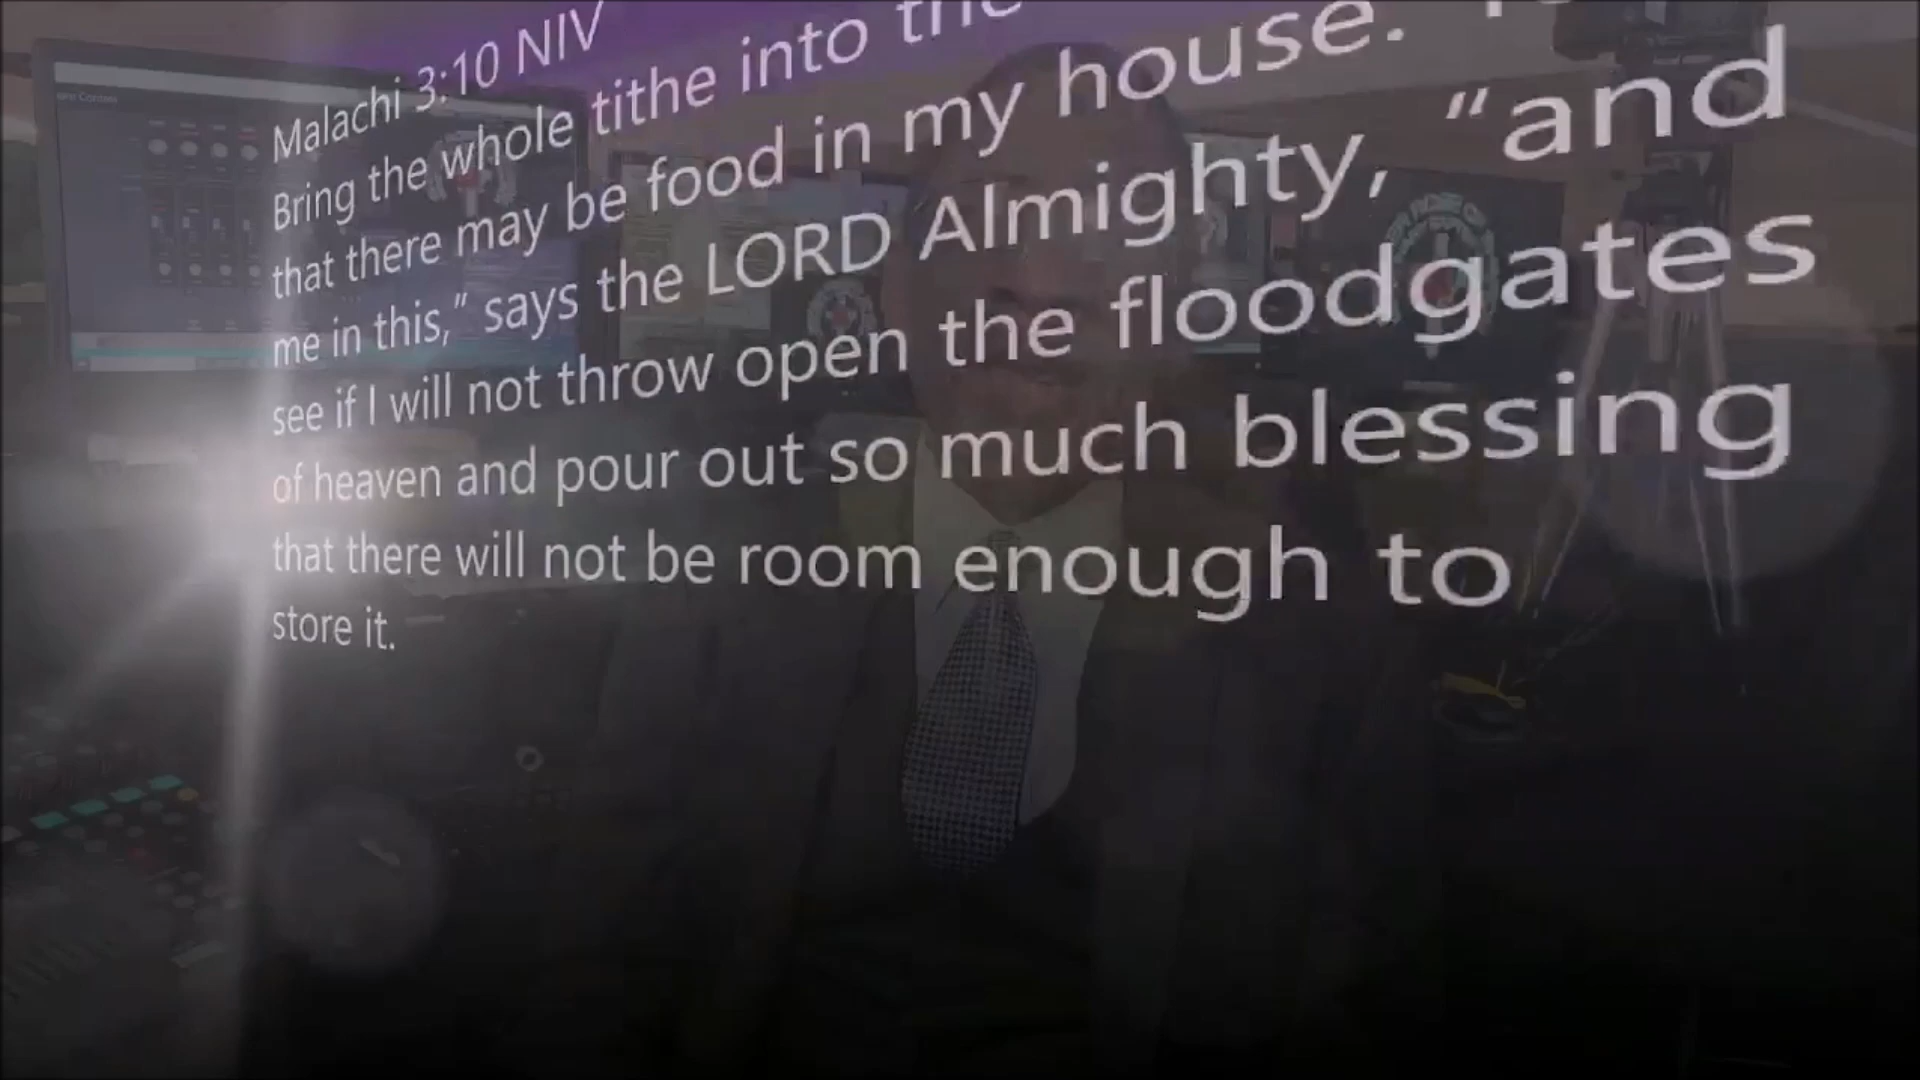 Malachi 3:10 NIV
Bring the whole tithe into the
that there may be food in my house.
me in this,” says the LORD Almighty, “and
see if I will not throw open the floodgates
of heaven and pour out so much blessing
that there will not be room enough to
store it.